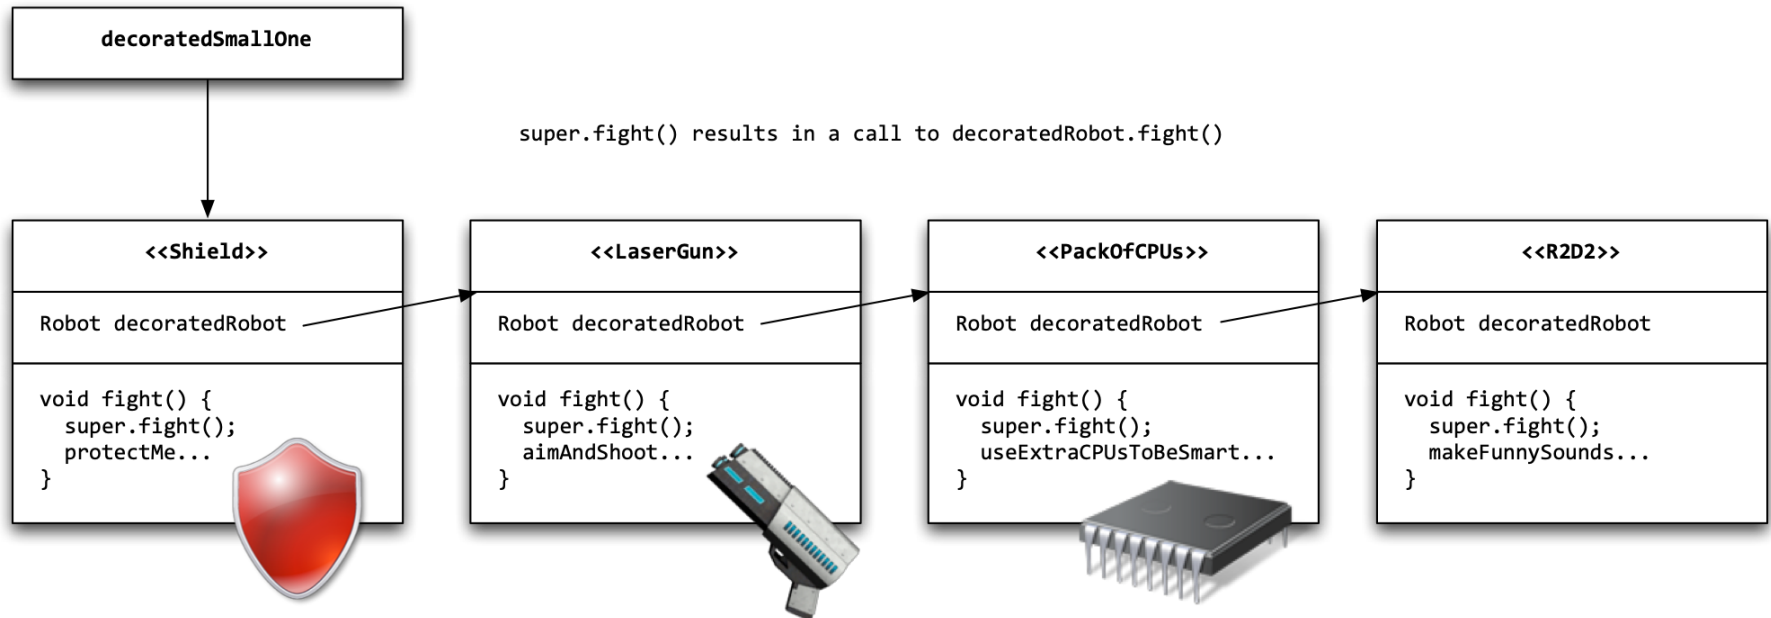 decoratedSmallOne
super.fight() results in a call to decoratedRobot.fight()
<<Shield>>
Robot decoratedRobot
void fight() {
super.fight();
protectMe...
}
<<LaserGun>>
Robot decoratedRobot
void fight() {
super.fight();
aimAndShoot...
}
<<PackOfCPUs>>
Robot decoratedRobot
void fight() {
super.fight();
useExtraCPUsToBeSmart...
}
<<R2D2>>
Robot decoratedRobot
void fight() {
super.fight();
makeFunnySounds...
}